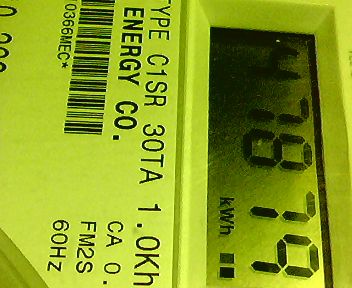 47879
kWh
TYPE C1SR 30TA 1.0Kh
ENERGY CO.
CA 0.
FM2S
60Hz
0366MEC*